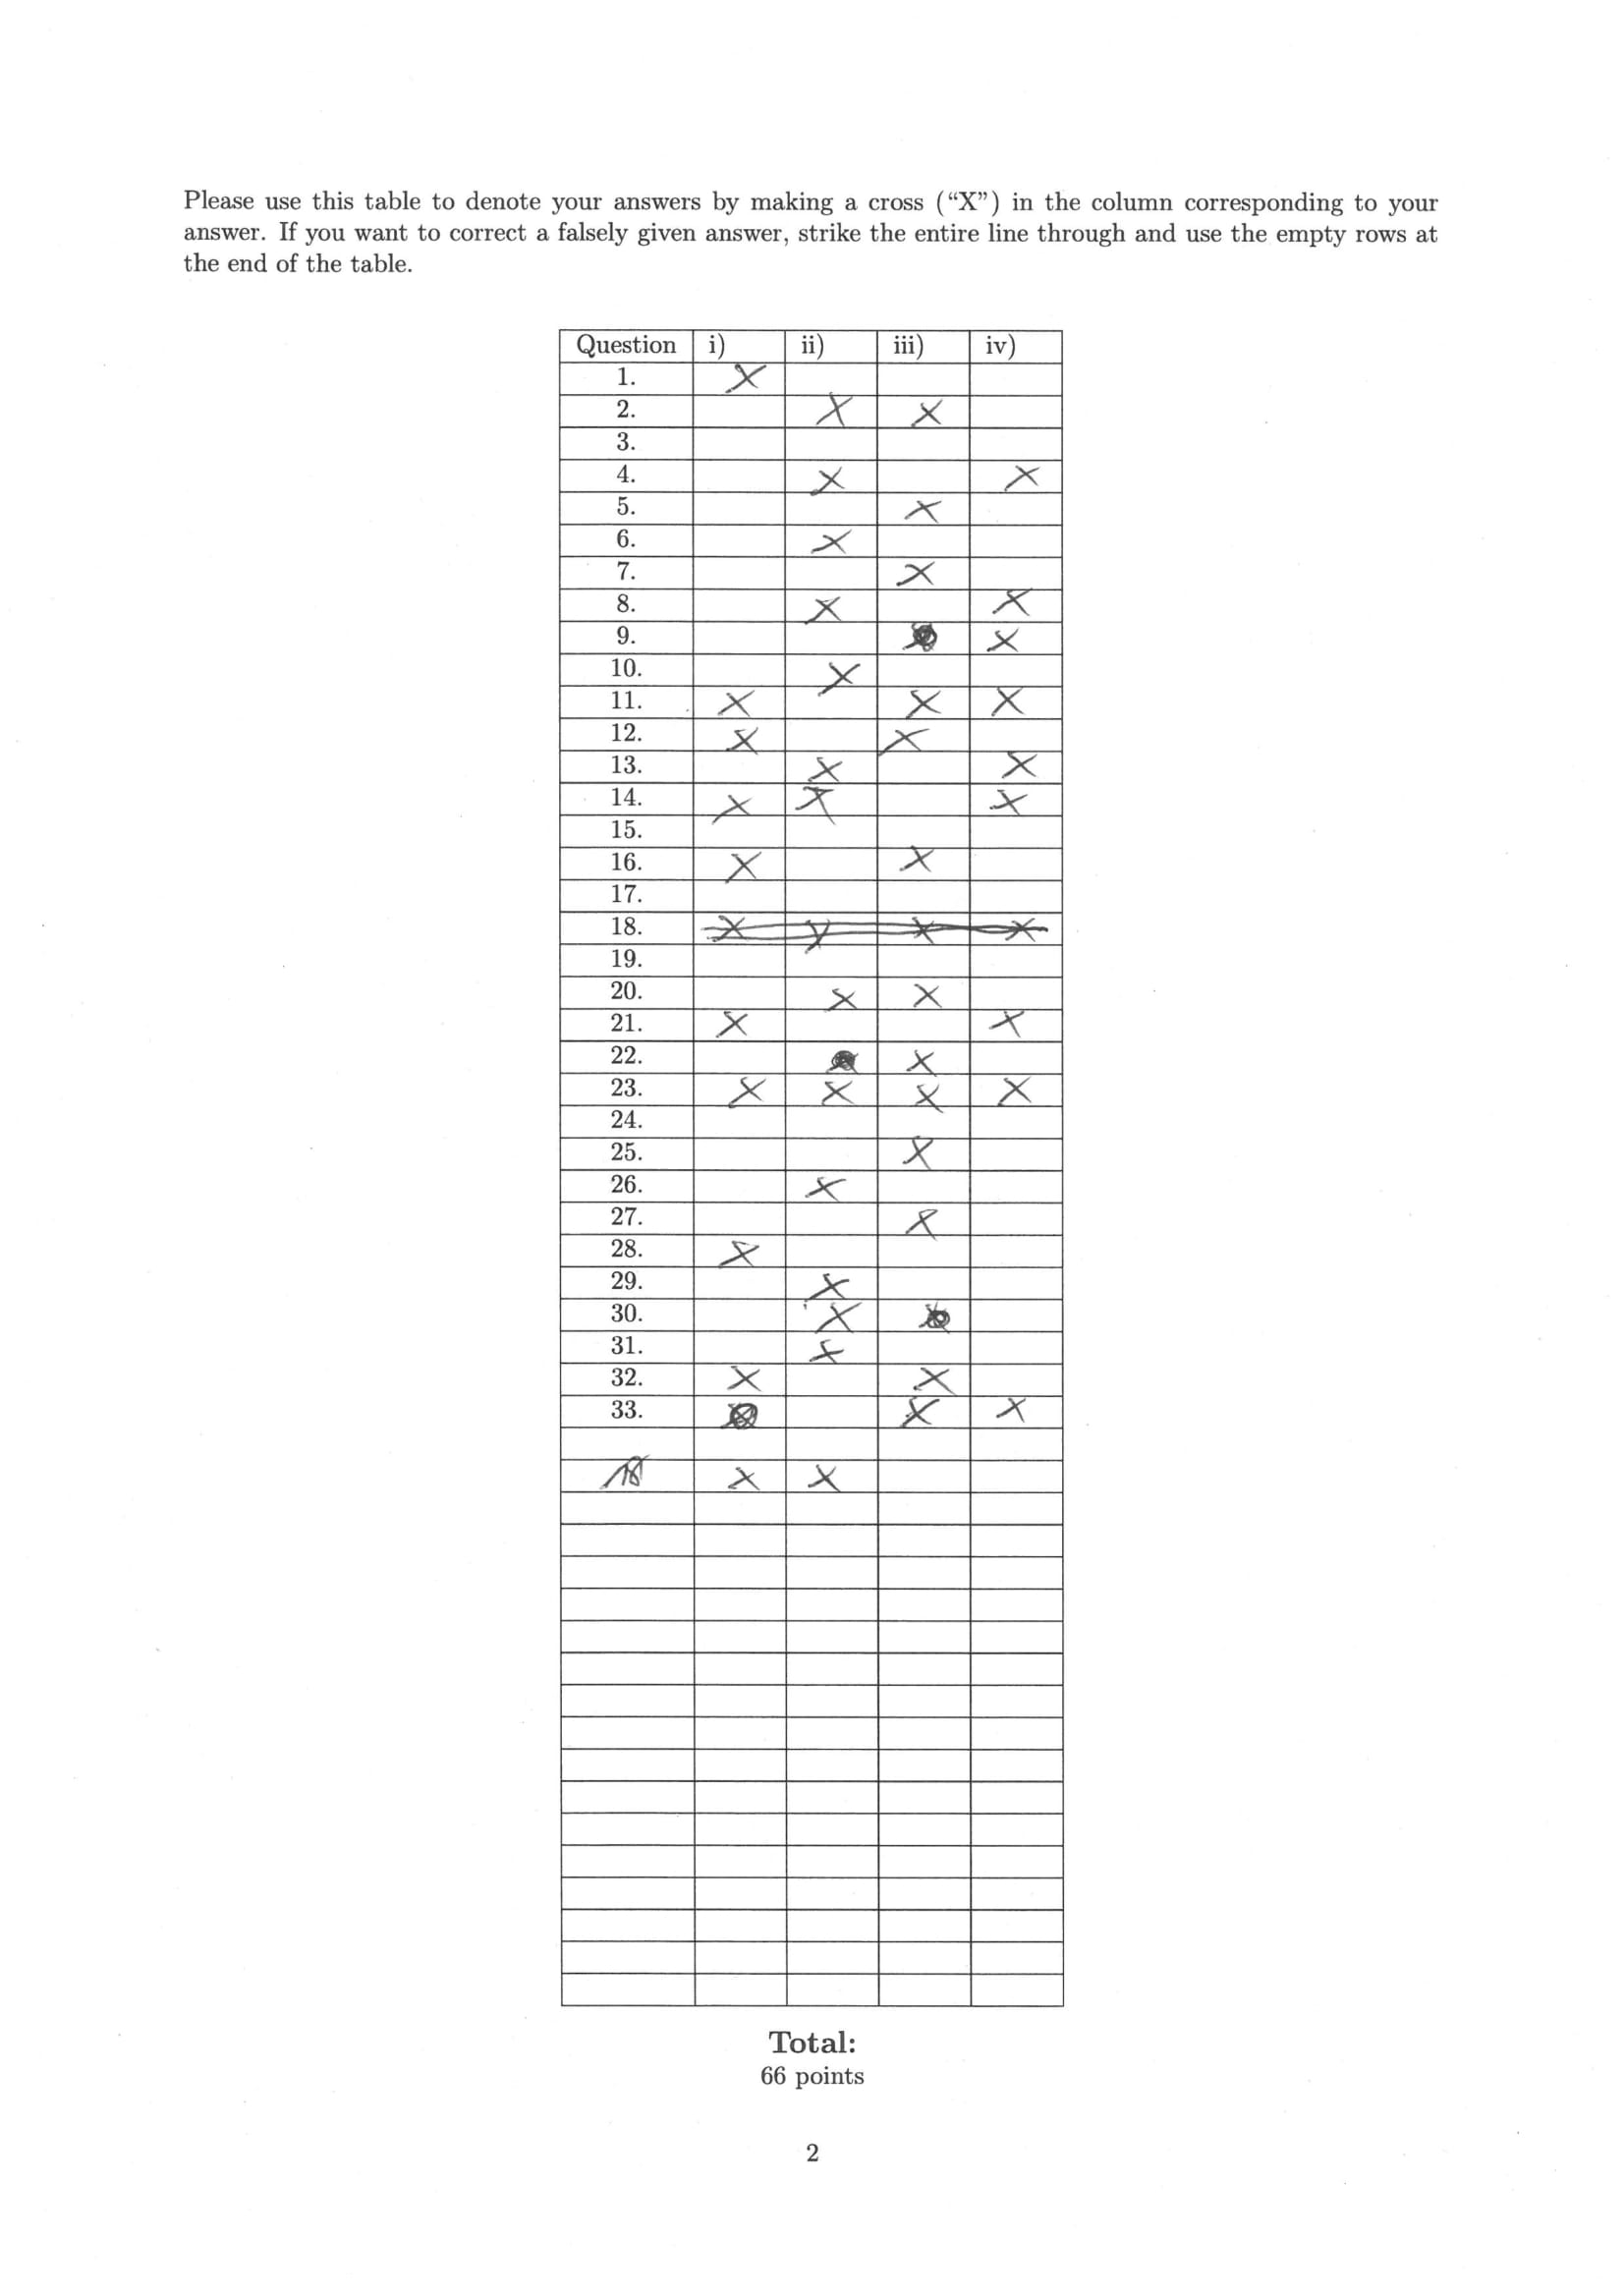 Please use this table to denote your answers by making a cross (“X”) in the column corresponding to your
answer. If you want to correct a falsely given answer, strike the entire line through and use the empty rows at
the end of the table.
Question i) ii) iii) iv)
1. X
2. X X
3.
4. X X
5. X
6. X
7. X
8. X X
9. X
10. X
11. X X X
12. X X
13. X X
14. X X X
15.
16. X X
17.
18. X X X X
19.
20. X X
21. X X
22. X
23. X X X X
24.
25. X
26. X
27. X
28. X
29. X
30. X
31. X
32. X X
33. X X
18 X X
Total:
66 points
2